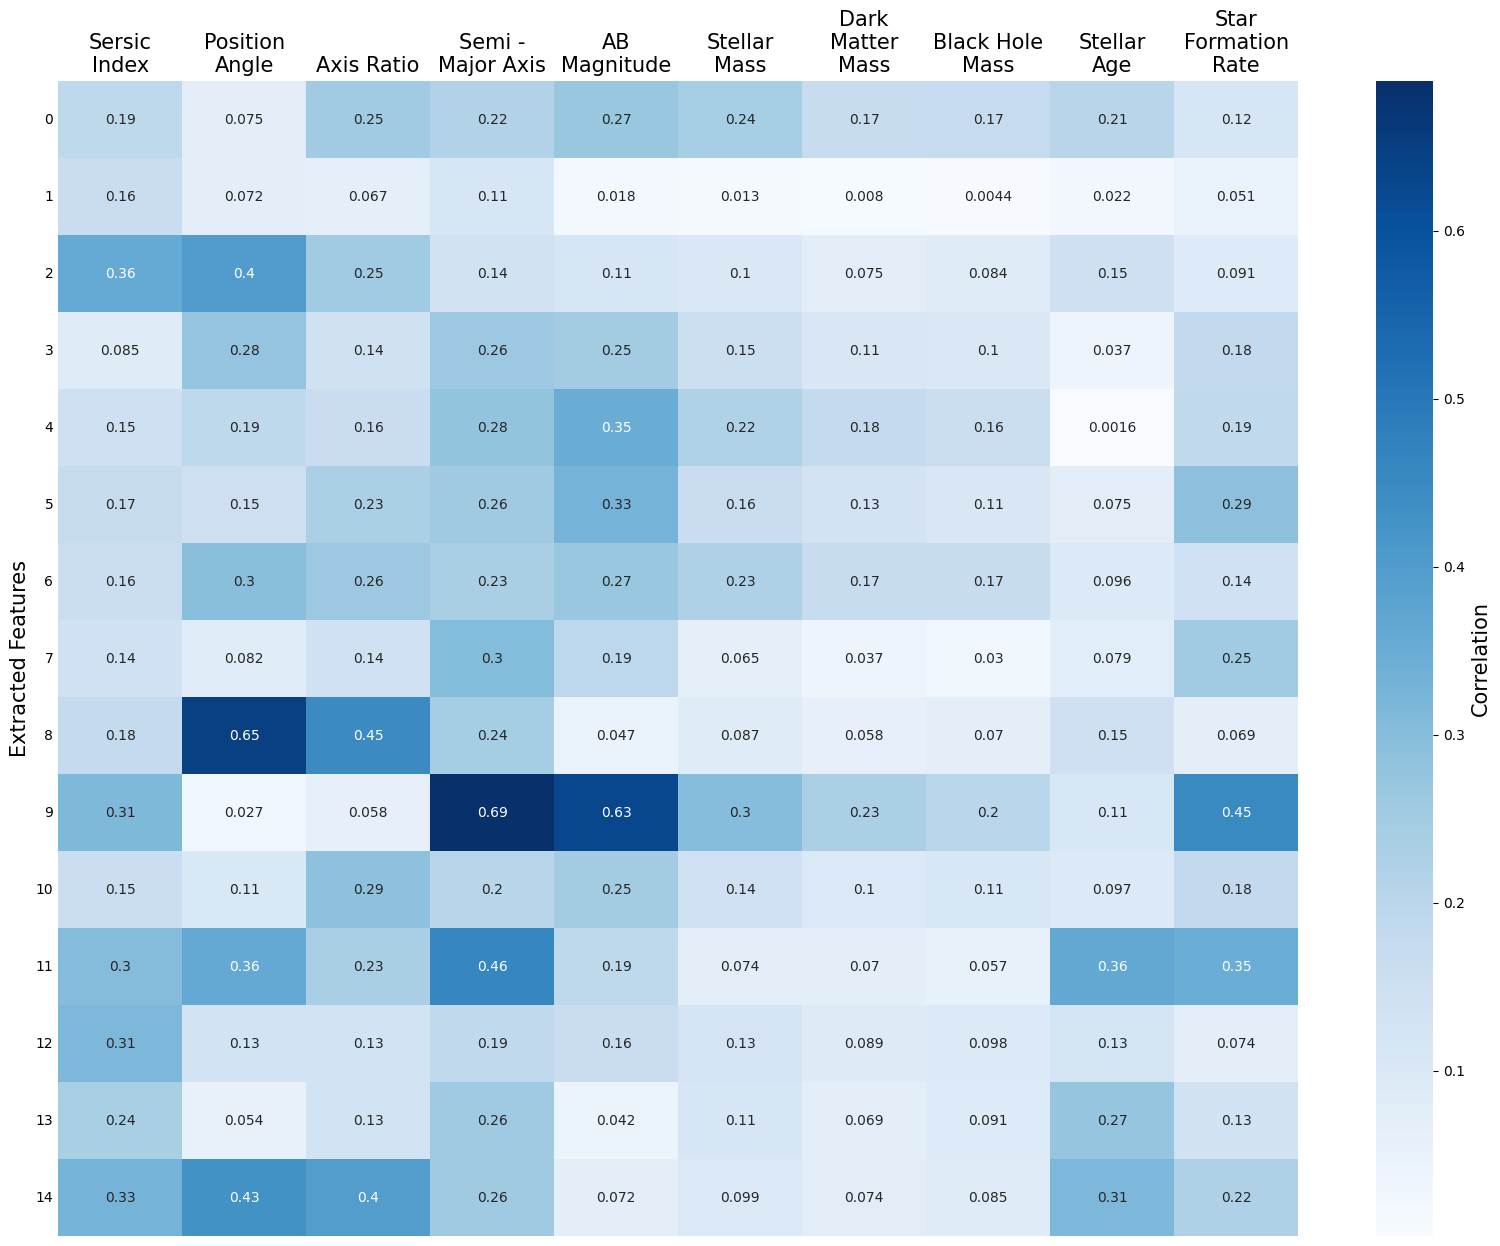 Sersic
Index
Position
Angle
Axis Ratio
Semi -
Major Axis
AB
Magnitude
Stellar
Mass
Dark
Matter
Mass
Black Hole
Mass
Stellar
Age
Star
Formation
Rate
0 0.19 0.075 0.25 0.22 0.27 0.24 0.17 0.17 0.21 0.12
1 0.16 0.072 0.067 0.11 0.018 0.013 0.008 0.0044 0.022 0.051
2 0.36 0.4 0.25 0.14 0.11 0.1 0.075 0.084 0.15 0.091
3 0.085 0.28 0.14 0.26 0.25 0.15 0.11 0.1 0.037 0.18
4 0.15 0.19 0.16 0.28 0.35 0.22 0.18 0.16 0.0016 0.19
5 0.17 0.15 0.23 0.26 0.33 0.16 0.13 0.11 0.075 0.29
6 0.16 0.3 0.26 0.23 0.27 0.23 0.17 0.17 0.096 0.14
7 0.14 0.082 0.14 0.3 0.19 0.065 0.037 0.03 0.079 0.25
8 0.18 0.65 0.45 0.24 0.047 0.087 0.058 0.07 0.15 0.069
9 0.31 0.027 0.058 0.69 0.63 0.3 0.23 0.2 0.11 0.45
10 0.15 0.11 0.29 0.2 0.25 0.14 0.1 0.11 0.097 0.18
11 0.3 0.36 0.23 0.46 0.19 0.074 0.07 0.057 0.36 0.35
12 0.31 0.13 0.13 0.19 0.16 0.13 0.089 0.098 0.13 0.074
13 0.24 0.054 0.13 0.26 0.042 0.11 0.069 0.091 0.27 0.13
14 0.33 0.43 0.4 0.26 0.072 0.099 0.074 0.085 0.31 0.22
Extracted Features
0.6
0.5
0.4
0.3
0.2
0.1
Correlation